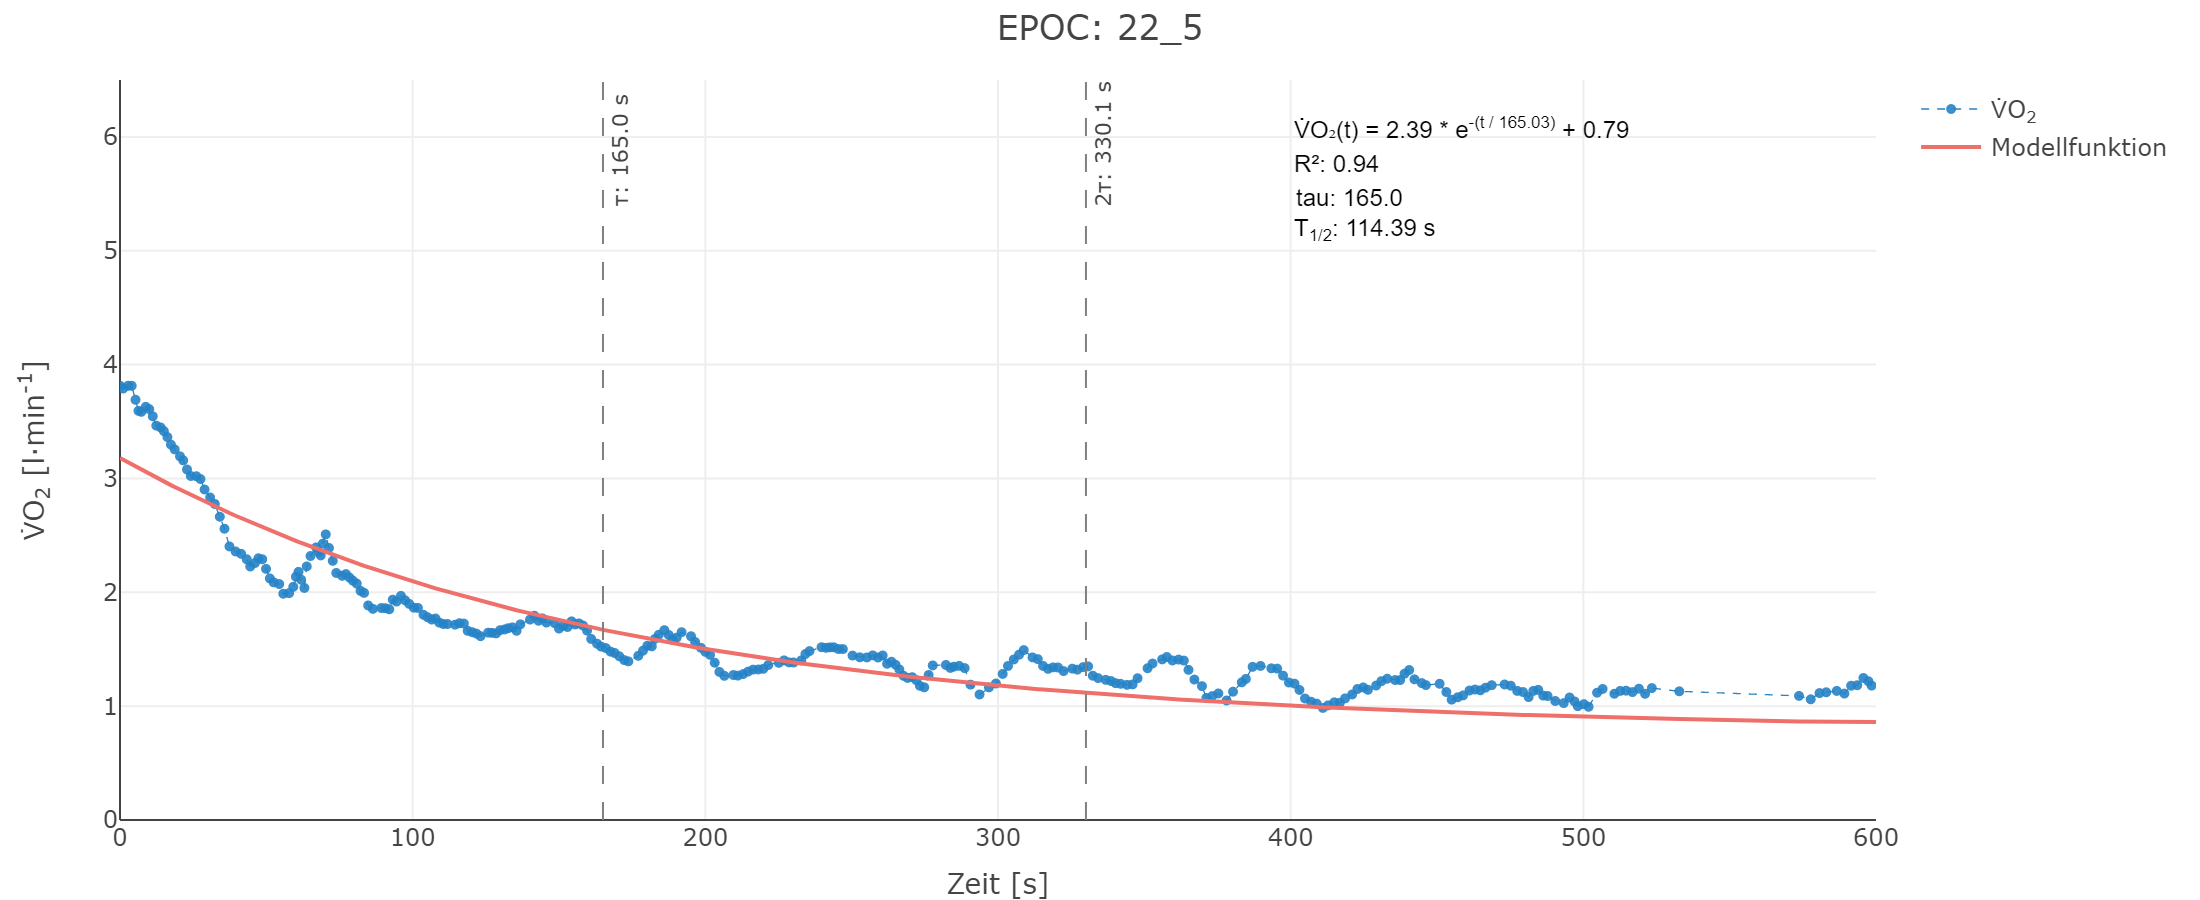 EPOC: 22_5
V̇O₂
Modellfunktion
V̇O₂(t) = 2.39 * e⁻⁽ᵗ ᐟ ¹⁶⁵·⁰³⁾ + 0.79
R²: 0.94
tau: 165.0
T₁/₂: 114.39 s
τ: 165.0 s
2τ: 330.1 s
V̇O₂ [l·min⁻¹]
6
5
4
3
2
1
0
0 100 200 300 400 500 600
Zeit [s]